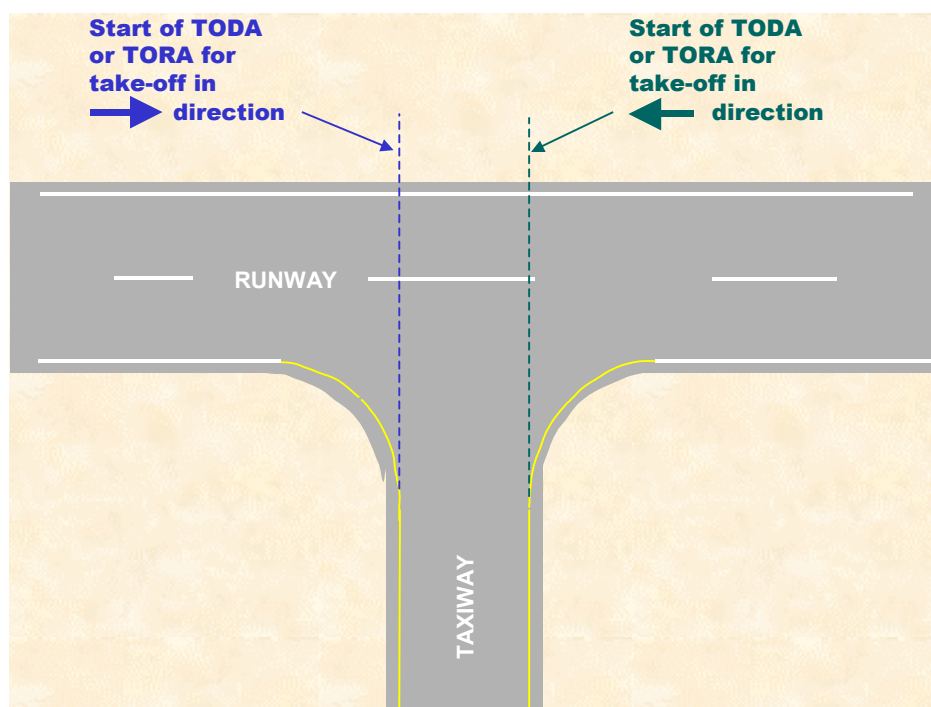 Start of TODA
or TORA for
take-off in
direction
Start of TODA
or TORA for
take-off in
direction
RUNWAY
TAXIWAY